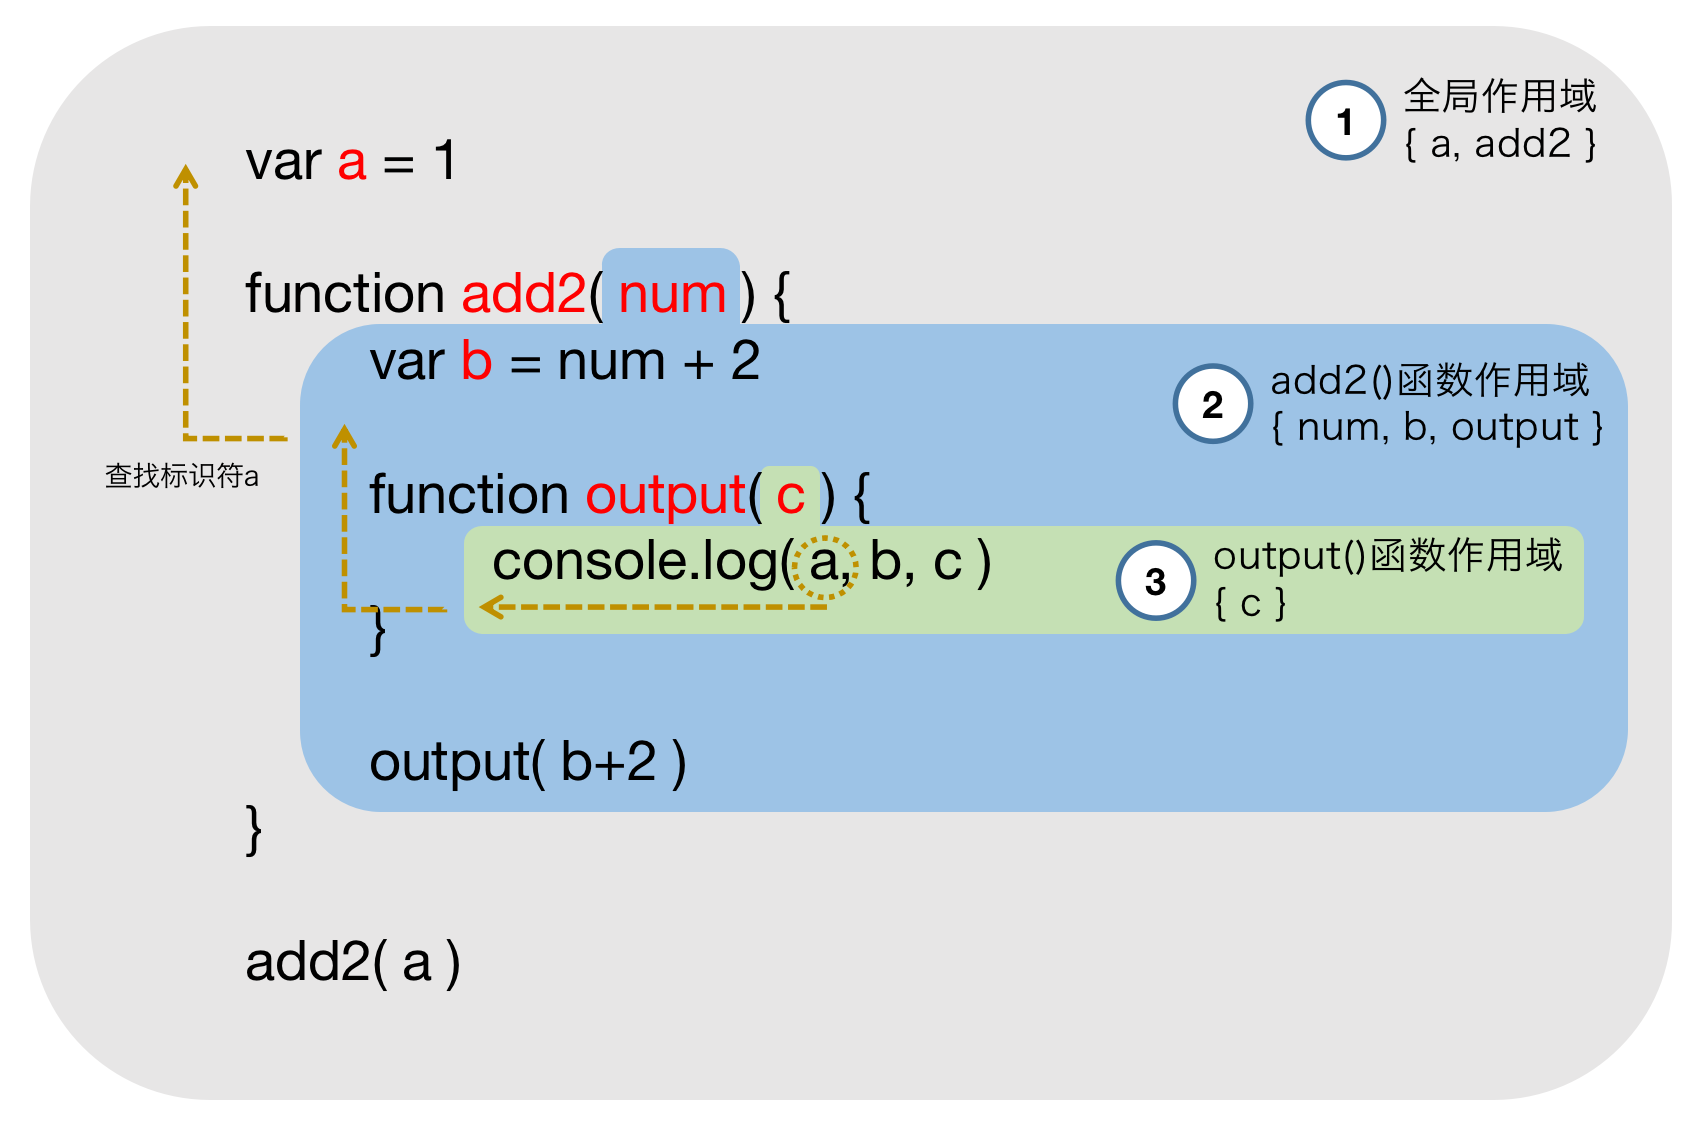 1
全局作用域
{ a, add2 }
var a = 1
function add2( num ) {
var b = num + 2
2
add2()函数作用域
{ num, b, output }
查找标识符a
function output( c ) {
console.log( a, b, c )
3
output()函数作用域
{ c }
}
output( b+2 )
}
add2( a )